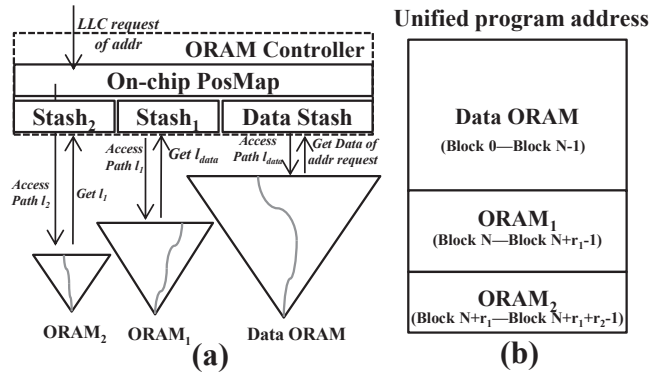 LLC request
of addr
ORAM Controller
On-chip PosMap
Stash2
Stash1
Data Stash
Access
Path l2
Get l1
Access
Path l1
Get ldata
Access
Path ldata
Get Data of
addr request
ORAM2
ORAM1
Data ORAM
(a)
Unified program address
Data ORAM
(Block 0—Block N-1)
ORAM1
(Block N—Block N+r1-1)
ORAM2
(Block N+r1—Block N+r1+r2-1)
(b)